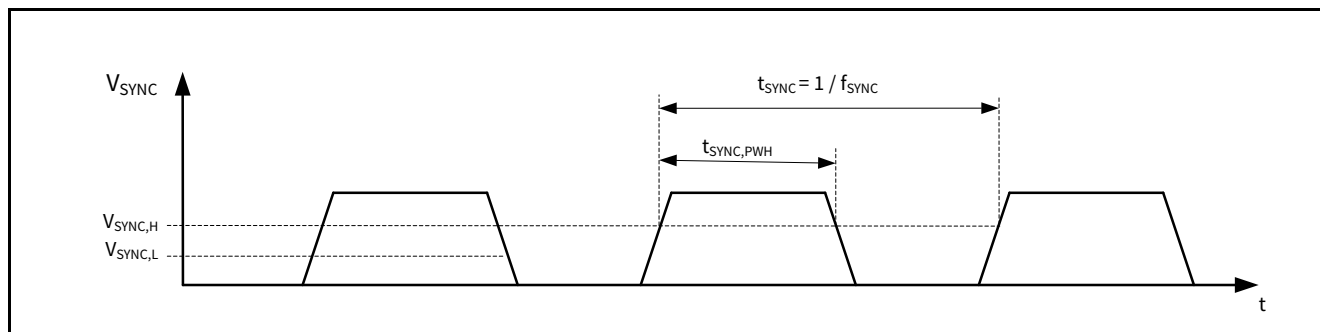 V_SYNC
t_SYNC = 1 / f_SYNC
t_SYNC,PWH
V_SYNC,H
V_SYNC,L
t